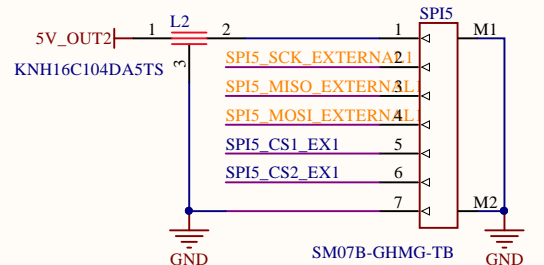 SPI5
L2
5V_OUT2 1 2 1 M1
SPI5_SCK_EXTERNAL1 2
KNH16C104DA5TS 3
SPI5_MISO_EXTERNAL1 3
SPI5_MOSI_EXTERNAL1 4
SPI5_CS1_EX1 5
SPI5_CS2_EX1 6
7 M2
SM07B-GHMG-TB
GND GND